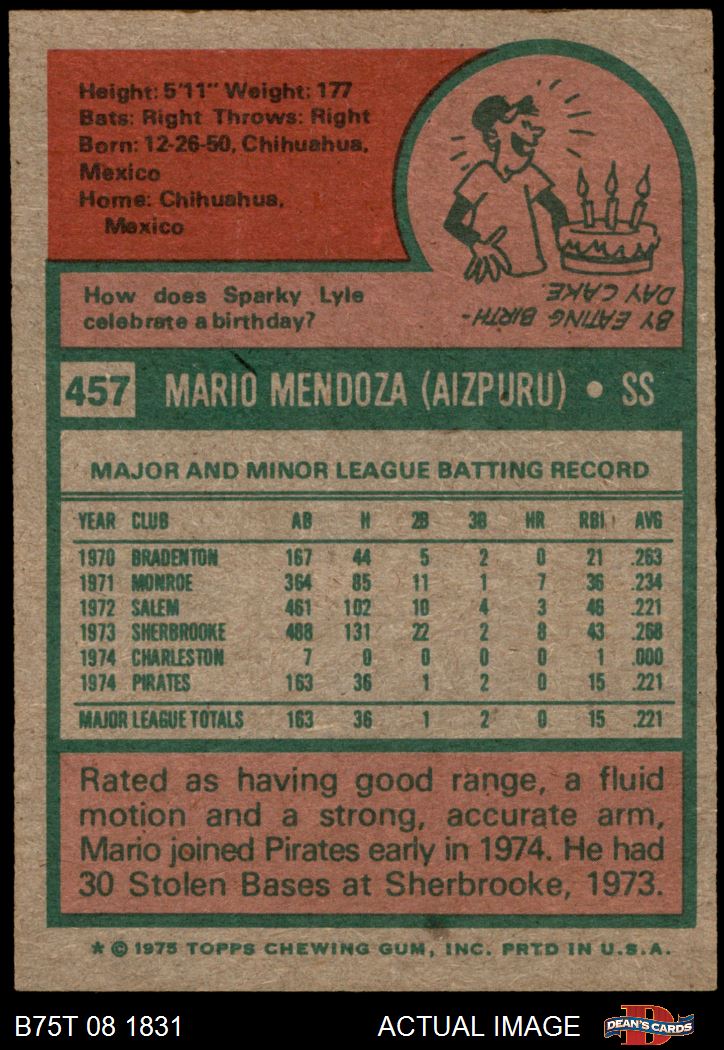 Height: 5'11" Weight: 177
Bats: Right Throws: Right
Born: 12-26-50, Chihuahua,
Mexico
Home: Chihuahua,
Mexico
How does Sparky Lyle
celebrate a birthday?
BY EATING BIRTH-
DAY CAKE.
457 MARIO MENDOZA (AIZPURU) • SS
MAJOR AND MINOR LEAGUE BATTING RECORD
YEAR CLUB AB H 2B 3B HR RBI AVG
1970 BRADENTON 167 44 5 2 0 21 .263
1971 MONROE 364 85 11 1 7 36 .234
1972 SALEM 461 102 10 4 3 46 .221
1973 SHERBROOKE 488 131 22 2 8 43 .268
1974 CHARLESTON 7 0 0 0 0 1 .000
1974 PIRATES 163 36 1 2 0 15 .221
MAJOR LEAGUE TOTALS 163 36 1 2 0 15 .221
Rated as having good range, a fluid
motion and a strong, accurate arm,
Mario joined Pirates early in 1974. He had
30 Stolen Bases at Sherbrooke, 1973.
* © 1975 TOPPS CHEWING GUM, INC. PRTD IN U.S.A.
B75T 08 1831 ACTUAL IMAGE D DEAN'S CARDS